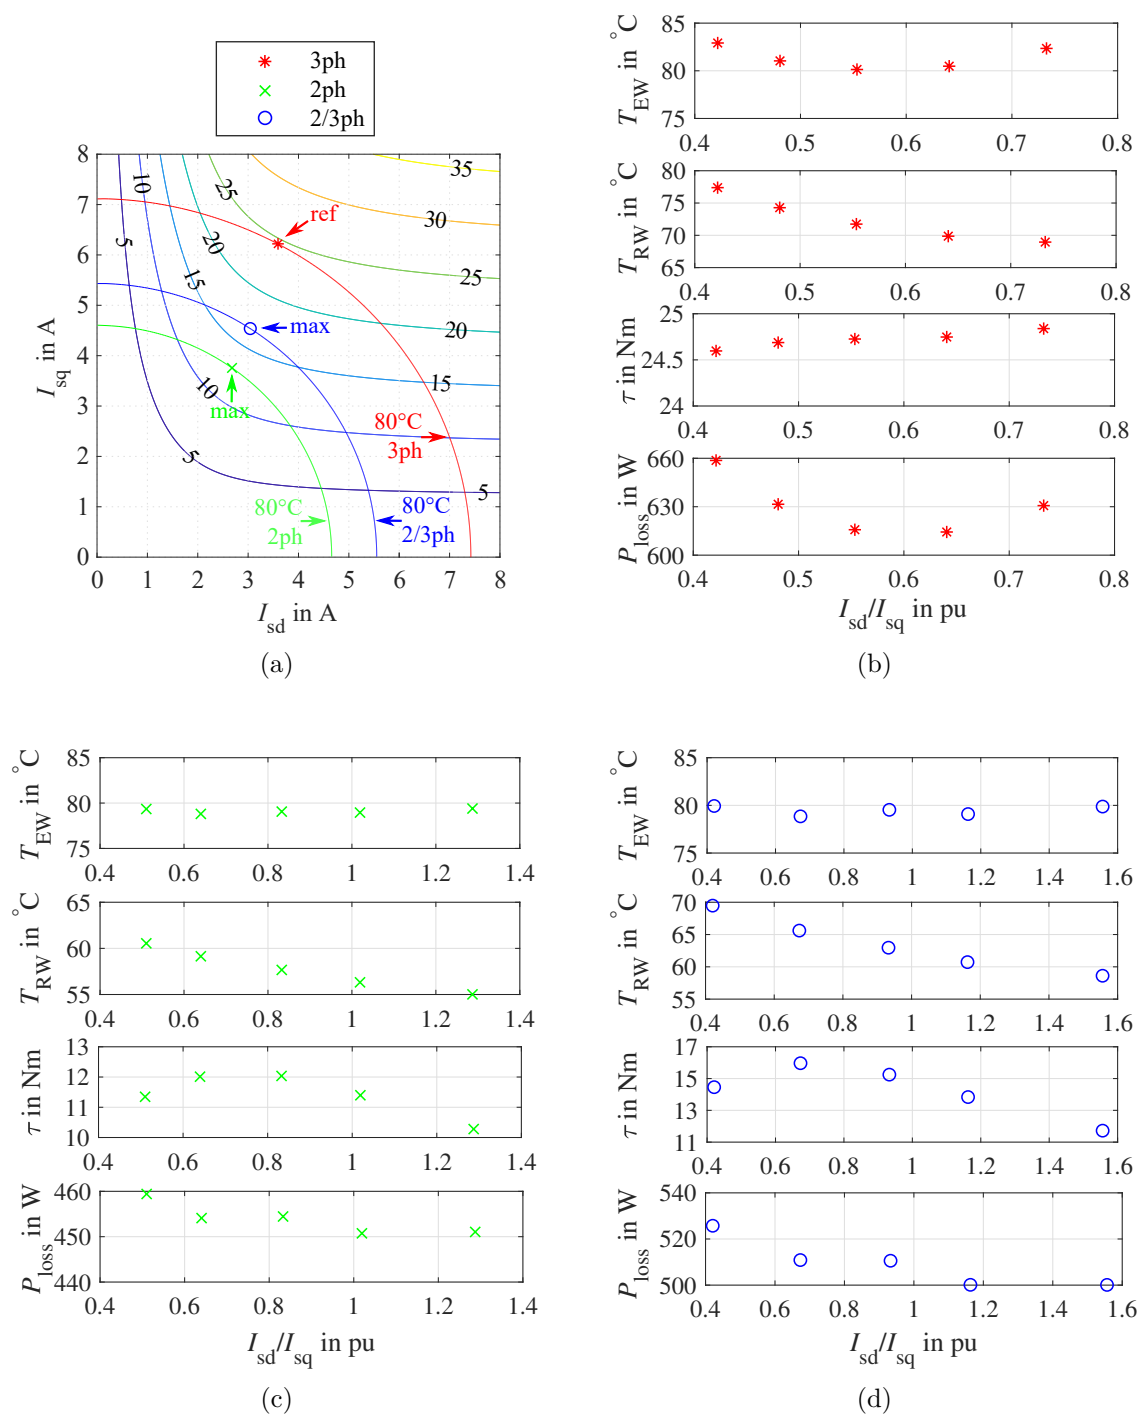 3ph
2ph
2/3ph
8
7
6
5
4
3
2
1
0
0 1 2 3 4 5 6 7 8
I_sq in A
I_sd in A
5
10
25
20
15
35
30
25
20
15
10
5
5
ref
max
max
80°C
3ph
80°C
2ph
80°C
2/3ph
(a)
T_EW in °C
85
80
75
0.4 0.5 0.6 0.7 0.8
T_RW in °C
80
75
70
65
0.4 0.5 0.6 0.7 0.8
τ in Nm
25
24.5
24
0.4 0.5 0.6 0.7 0.8
P_loss in W
660
630
600
0.4 0.5 0.6 0.7 0.8
I_sd/I_sq in pu
(b)
T_EW in °C
85
80
75
0.4 0.6 0.8 1 1.2 1.4
T_RW in °C
65
60
55
0.4 0.6 0.8 1 1.2 1.4
τ in Nm
13
12
11
10
0.4 0.6 0.8 1 1.2 1.4
P_loss in W
460
450
440
0.4 0.6 0.8 1 1.2 1.4
I_sd/I_sq in pu
(c)
T_EW in °C
85
80
75
0.4 0.6 0.8 1 1.2 1.4 1.6
T_RW in °C
70
65
60
55
0.4 0.6 0.8 1 1.2 1.4 1.6
τ in Nm
17
15
13
11
0.4 0.6 0.8 1 1.2 1.4 1.6
P_loss in W
540
520
500
0.4 0.6 0.8 1 1.2 1.4 1.6
I_sd/I_sq in pu
(d)